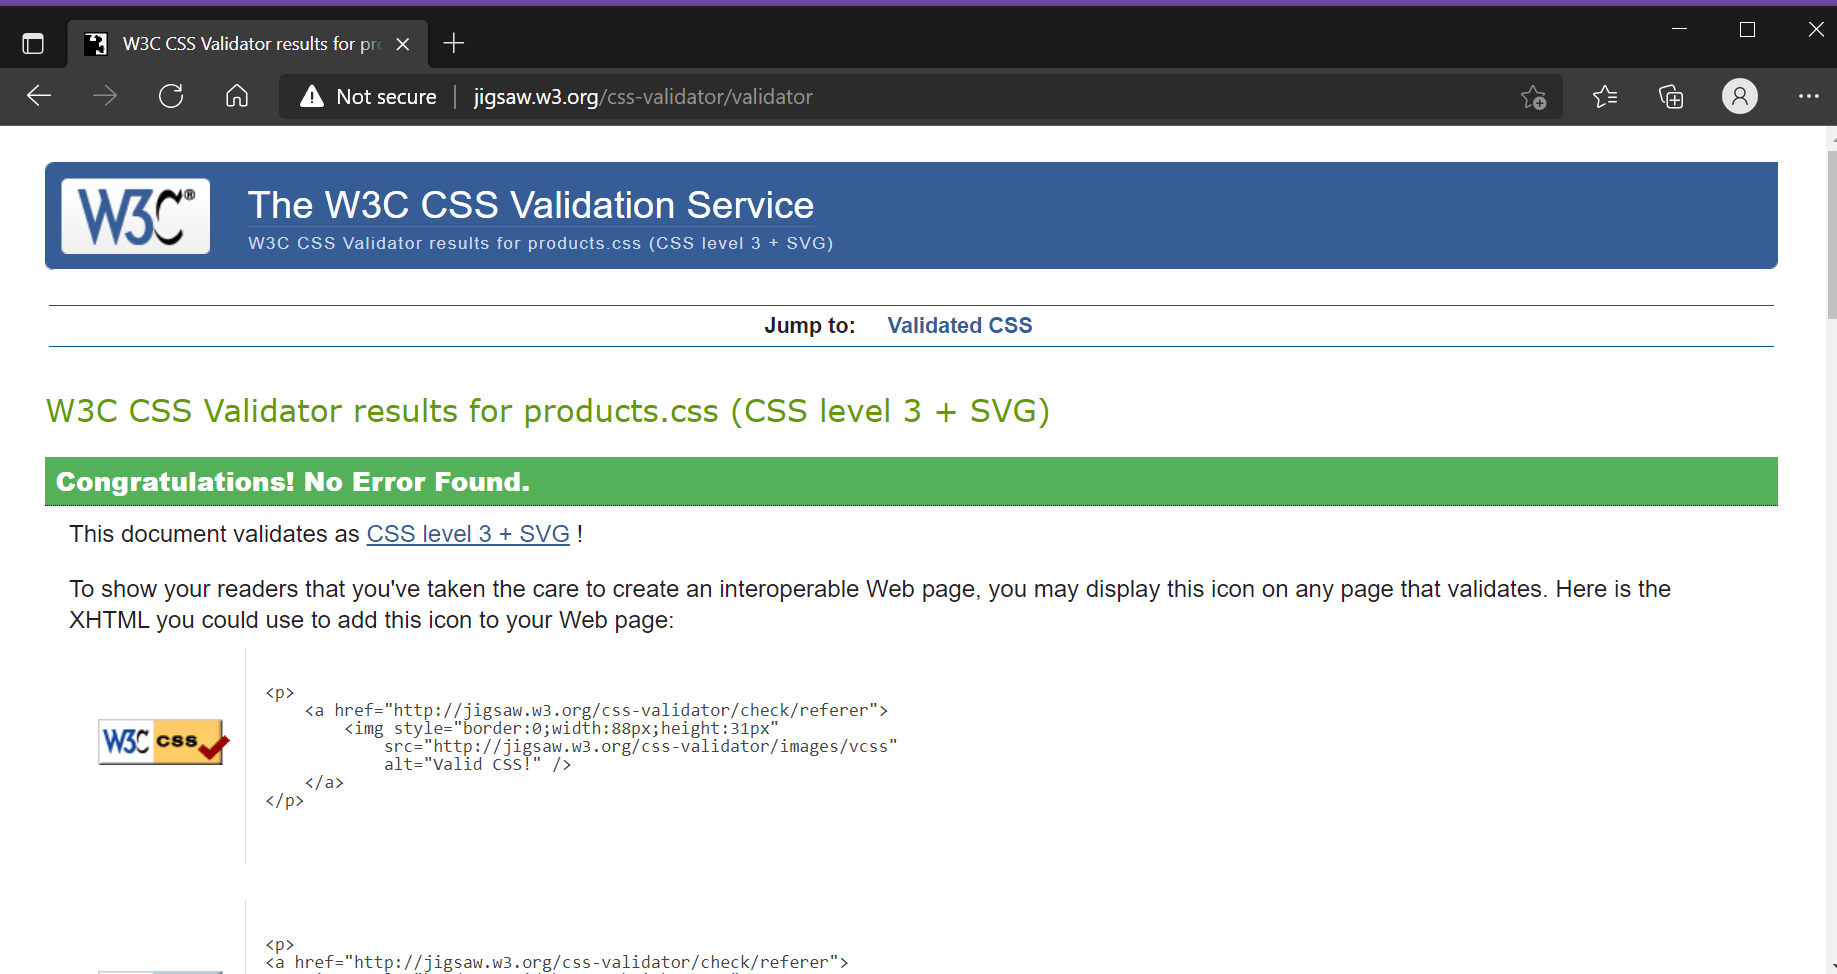 W3C CSS Validator results for pr
Not secure | jigsaw.w3.org/css-validator/validator
W3C®
The W3C CSS Validation Service
W3C CSS Validator results for products.css (CSS level 3 + SVG)
Jump to: Validated CSS
W3C CSS Validator results for products.css (CSS level 3 + SVG)
Congratulations! No Error Found.
This document validates as CSS level 3 + SVG !
To show your readers that you've taken the care to create an interoperable Web page, you may display this icon on any page that validates. Here is the
XHTML you could use to add this icon to your Web page:
W3C css
<p>
<a href="http://jigsaw.w3.org/css-validator/check/referer">
<img style="border:0;width:88px;height:31px"
src="http://jigsaw.w3.org/css-validator/images/vcss"
alt="Valid CSS!" />
</a>
</p>
<p>
<a href="http://jigsaw.w3.org/css-validator/check/referer">